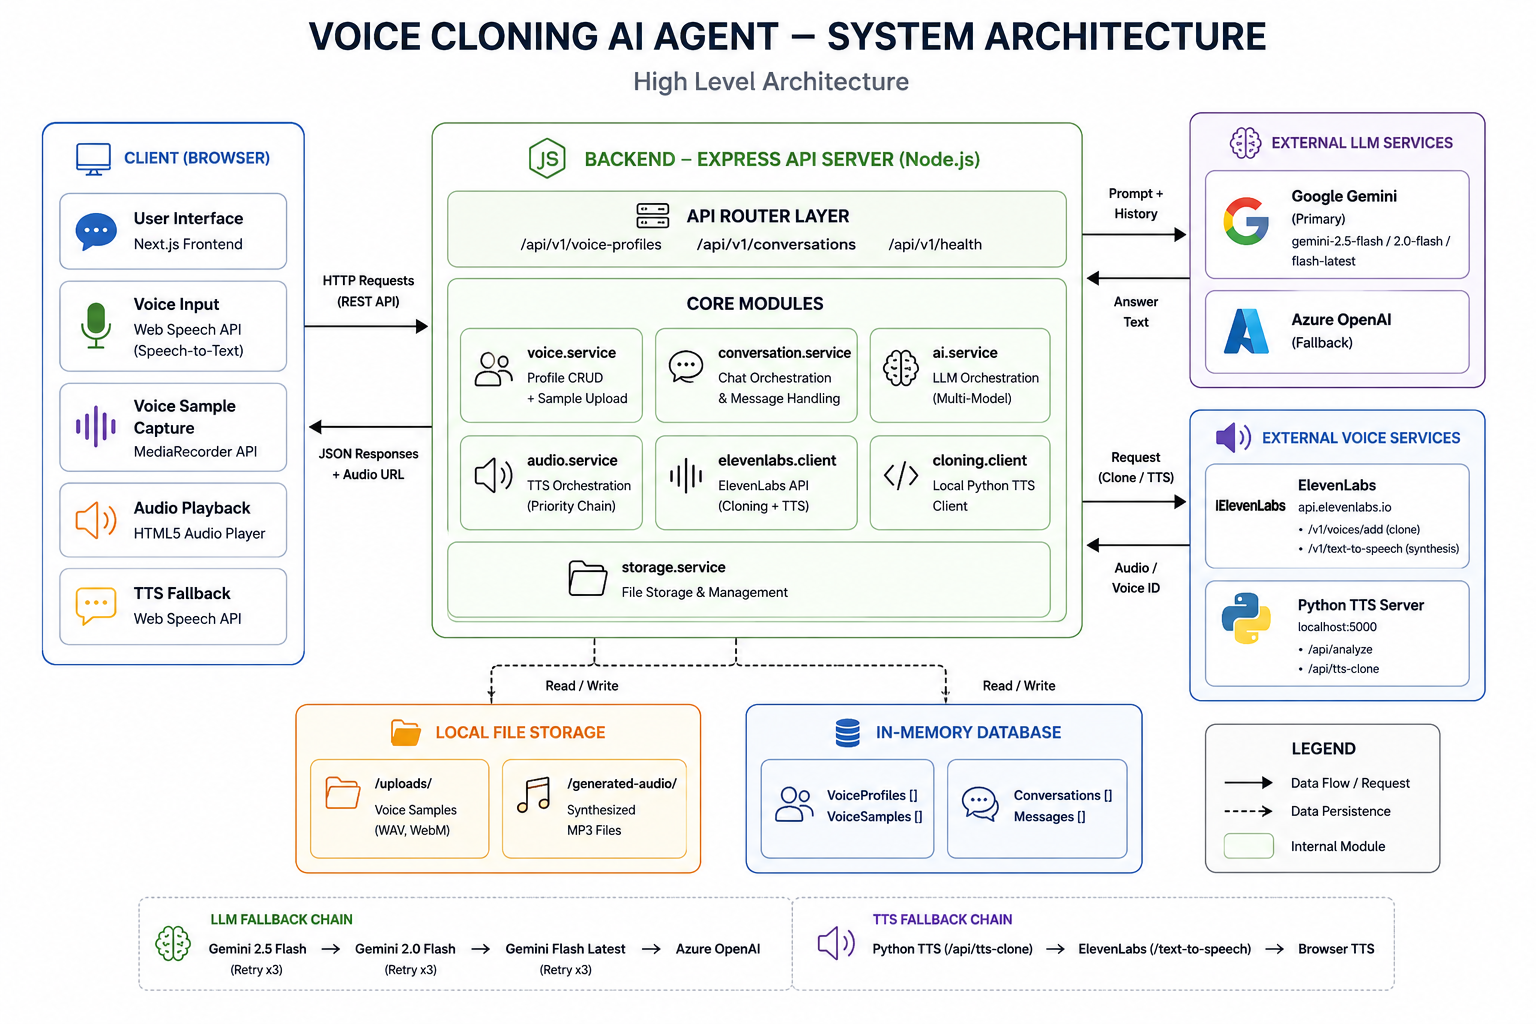 VOICE CLONING AI AGENT – SYSTEM ARCHITECTURE
High Level Architecture
CLIENT (BROWSER)
User Interface
Next.js Frontend
Voice Input
Web Speech API
(Speech-to-Text)
Voice Sample
Capture
MediaRecorder API
Audio Playback
HTML5 Audio Player
TTS Fallback
Web Speech API
HTTP Requests
(REST API)
JSON Responses
+ Audio URL
JS
BACKEND – EXPRESS API SERVER (Node.js)
API ROUTER LAYER
/api/v1/voice-profiles
/api/v1/conversations
/api/v1/health
CORE MODULES
voice.service
Profile CRUD
+ Sample Upload
conversation.service
Chat Orchestration
& Message Handling
ai.service
LLM Orchestration
(Multi-Model)
audio.service
TTS Orchestration
(Priority Chain)
elevenlabs.client
ElevenLabs API
(Cloning + TTS)
cloning.client
Local Python TTS
Client
storage.service
File Storage & Management
Prompt +
History
Answer
Text
Request
(Clone / TTS)
Audio /
Voice ID
EXTERNAL LLM SERVICES
Google Gemini
(Primary)
gemini-2.5-flash / 2.0-flash /
flash-latest
Azure OpenAI
(Fallback)
EXTERNAL VOICE SERVICES
IIElevenLabs
ElevenLabs
api.elevenlabs.io
• /v1/voices/add (clone)
• /v1/text-to-speech (synthesis)
Python TTS Server
localhost:5000
• /api/analyze
• /api/tts-clone
Read / Write
Read / Write
LOCAL FILE STORAGE
/uploads/
Voice Samples
(WAV, WebM)
/generated-audio/
Synthesized
MP3 Files
IN-MEMORY DATABASE
VoiceProfiles []
VoiceSamples []
Conversations []
Messages []
LEGEND
Data Flow / Request
Data Persistence
Internal Module
LLM FALLBACK CHAIN
Gemini 2.5 Flash → Gemini 2.0 Flash → Gemini Flash Latest → Azure OpenAI
(Retry x3) (Retry x3) (Retry x3)
TTS FALLBACK CHAIN
Python TTS (/api/tts-clone) → ElevenLabs (/text-to-speech) → Browser TTS